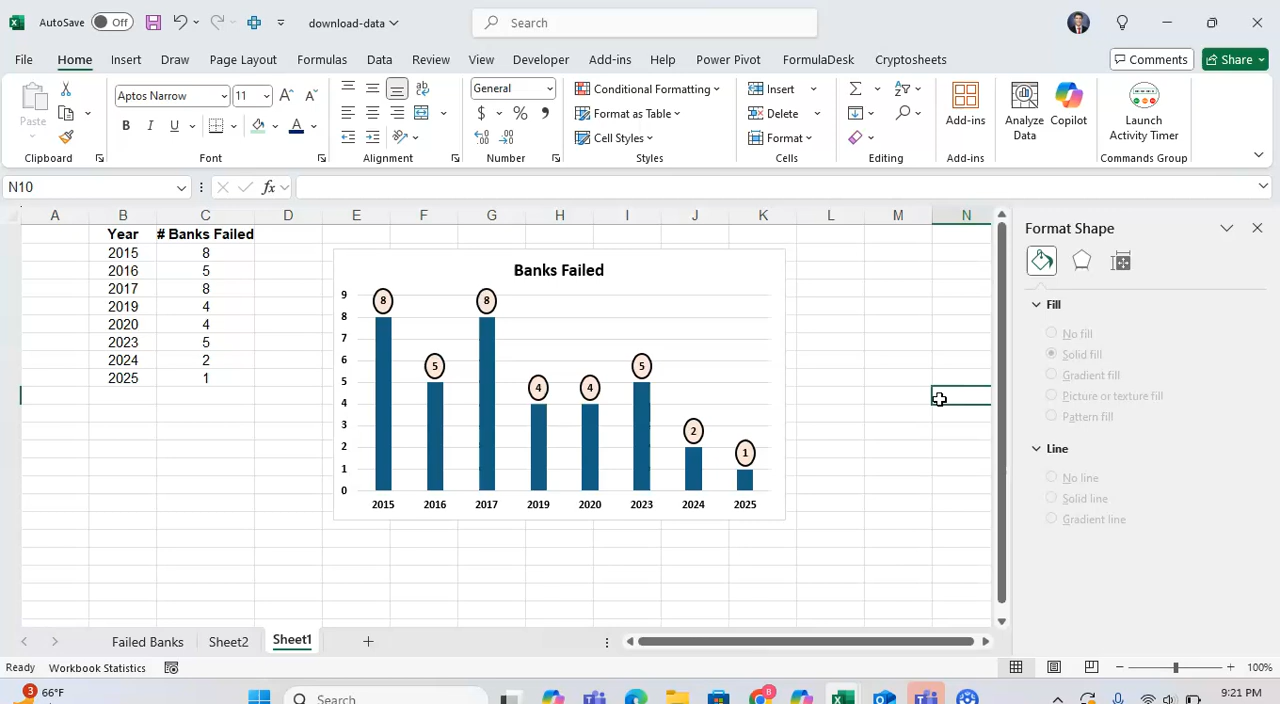 AutoSave Off download-data Search
File Home Insert Draw Page Layout Formulas Data Review View Developer Add-ins Help Power Pivot FormulaDesk Cryptosheets Comments Share
Paste Aptos Narrow 11 A A General Conditional Formatting Insert Σ
B I U A $ % , Format as Table Delete Add-ins Analyze Data Copilot Launch Activity Timer
Cell Styles Format
Clipboard Font Alignment Number Styles Cells Editing Add-ins Commands Group
N10 fx
A B C D E F G H I J K L M N
Year # Banks Failed
2015 8
2016 5
2017 8
2019 4
2020 4
2023 5
2024 2
2025 1
Banks Failed
9
8
7
6
5
4
3
2
1
0
8 5 8 4 4 5 2 1
2015 2016 2017 2019 2020 2023 2024 2025
Format Shape
Fill
No fill
Solid fill
Gradient fill
Picture or texture fill
Pattern fill
Line
No line
Solid line
Gradient line
Failed Banks Sheet2 Sheet1
Ready Workbook Statistics 100%
3 66°F Search 8 9:21 PM